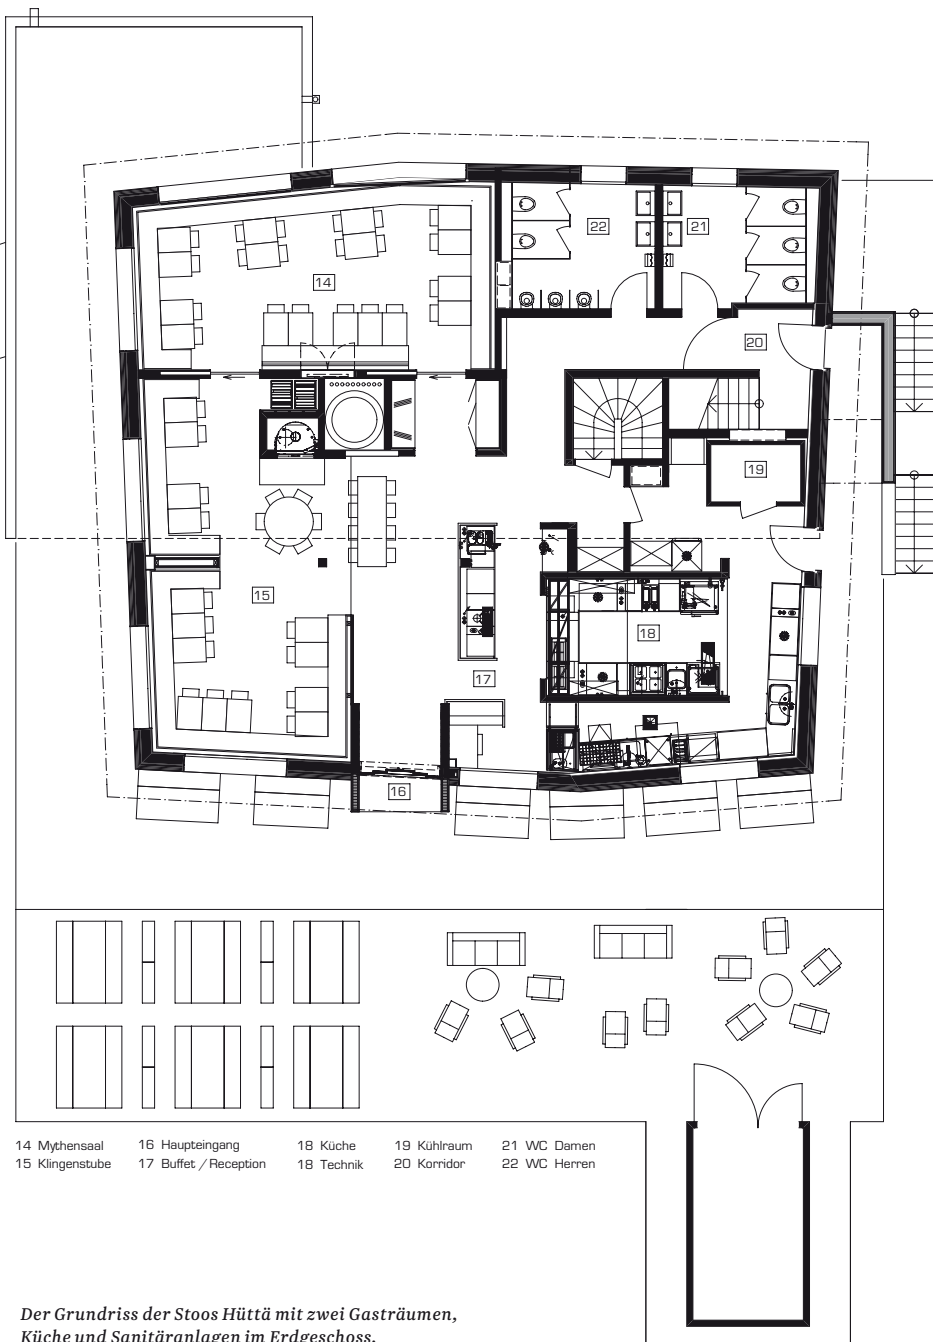 22
21
14
20
19
15
18
17
16
14 Mythensaal 16 Haupteingang 18 Küche 19 Kühlraum 21 WC Damen
15 Klingenstube 17 Buffet / Reception 18 Technik 20 Korridor 22 WC Herren
Der Grundriss der Stoos Hüttä mit zwei Gasträumen,
Küche und Sanitäranlagen im Erdgeschoss.